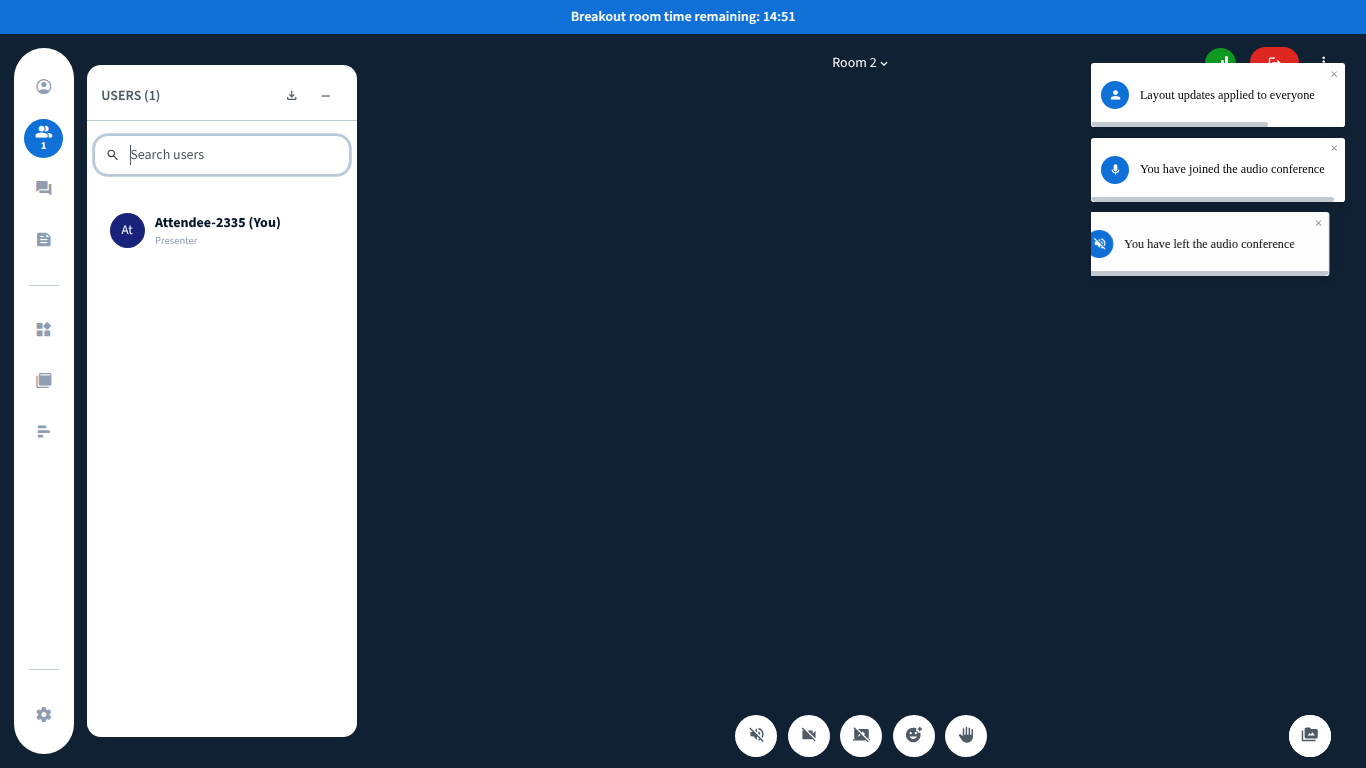 Breakout room time remaining: 14:51
Room 2
1
USERS (1)
Search users
At
Attendee-2335 (You)
Presenter
Layout updates applied to everyone
You have joined the audio conference
You have left the audio conference